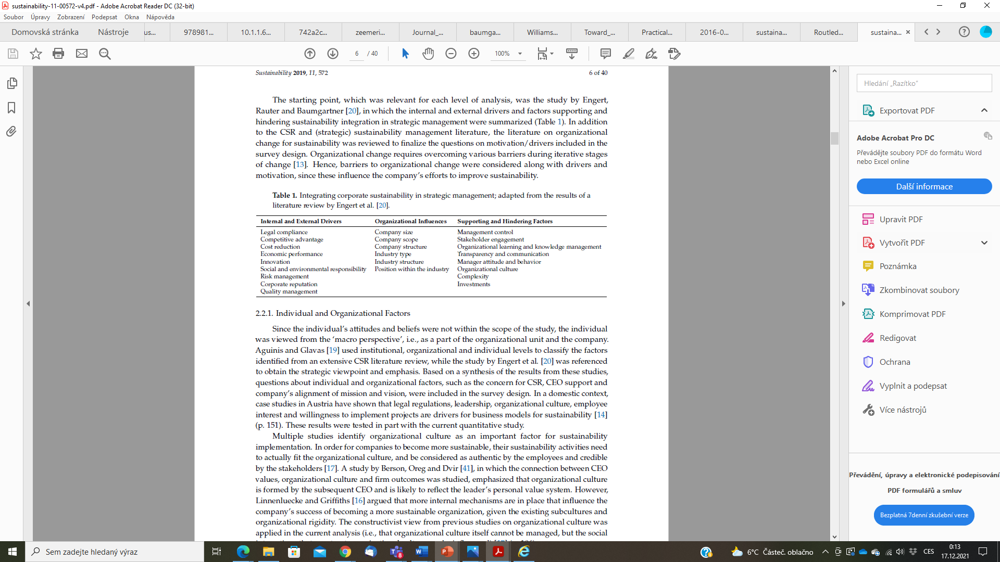 sustainability-11-00572-v4.pdf - Adobe Acrobat Reader DC (32-bit)
Soubor Úpravy Zobrazení Podepsat Okna Nápověda
Domovská stránka Nástroje us... 978981... 10.1.1.6... 742a2c... zeemeri... Journal_... baumga... Williams... Toward_... Practical... 2016-0... sustaina... Routled... sustaina...
6 / 40 100%
Sustainability 2019, 11, 572 6 of 40
The starting point, which was relevant for each level of analysis, was the study by Engert,
Rauter and Baumgartner [20], in which the internal and external drivers and factors supporting and
hindering sustainability integration in strategic management were summarized (Table 1). In addition
to the CSR and (strategic) sustainability management literature, the literature on organizational
change for sustainability was reviewed to finalize the questions on motivation/drivers included in the
survey design. Organizational change requires overcoming various barriers during iterative stages
of change [13]. Hence, barriers to organizational change were considered along with drivers and
motivation, since these influence the company's efforts to improve sustainability.
Table 1. Integrating corporate sustainability in strategic management; adapted from the results of a
literature review by Engert et al. [20].
Internal and External Drivers Organizational Influences Supporting and Hindering Factors
Legal compliance Company size Management control
Competitive advantage Company scope Stakeholder engagement
Cost reduction Company structure Organizational learning and knowledge management
Economic performance Industry type Transparency and communication
Innovation Industry structure Manager attitude and behavior
Social and environmental responsibility Position within the industry Organizational culture
Risk management Complexity
Corporate reputation Investments
Quality management
2.2.1. Individual and Organizational Factors
Since the individual's attitudes and beliefs were not within the scope of the study, the individual
was viewed from the 'macro perspective', i.e., as a part of the organizational unit and the company.
Aguinis and Glavas [19] used institutional, organizational and individual levels to classify the factors
identified from an extensive CSR literature review, while the study by Engert et al. [20] was referenced
to obtain the strategic viewpoint and emphasis. Based on a synthesis of the results from these studies,
questions about individual and organizational factors, such as the concern for CSR, CEO support and
company's alignment of mission and vision, were included in the survey design. In a domestic context,
case studies in Austria have shown that legal regulations, leadership, organizational culture, employee
interest and willingness to implement projects are drivers for business models for sustainability [14]
(p. 151). These results were tested in part with the current quantitative study.
Multiple studies identify organizational culture as an important factor for sustainability
implementation. In order for companies to become more sustainable, their sustainability activities need
to actually fit the organizational culture, and be considered as authentic by the employees and credible
by the stakeholders [17]. A study by Berson, Oreg and Dvir [41], in which the connection between CEO
values, organizational culture and firm outcomes was studied, emphasized that organizational culture
is formed by the subsequent CEO and is likely to reflect the leader's personal value system. However,
Linnenluecke and Griffiths [16] argued that more internal mechanisms are in place that influence the
company's success of becoming a more sustainable organization, given the existing subcultures and
organizational rigidity. The constructivist view from previous studies on organizational culture was
applied in the current analysis (i.e., that organizational culture itself cannot be managed, but the social
Hledání „Razítko“
Exportovat PDF
Adobe Acrobat Pro DC
Převádějte soubory PDF do formátu Word
nebo Excel online
Další informace
Upravit PDF
Vytvořit PDF
Poznámka
Zkombinovat soubory
Komprimovat PDF
Redigovat
Ochrana
Vyplnit a podepsat
Více nástrojů
Převádění, úpravy a elektronické podepisování
PDF formulářů a smluv
Bezplatná 7denní zkušební verze
Sem zadejte hledaný výraz
8
6°C Částeč. oblačno
CES
0:13
17.12.2021